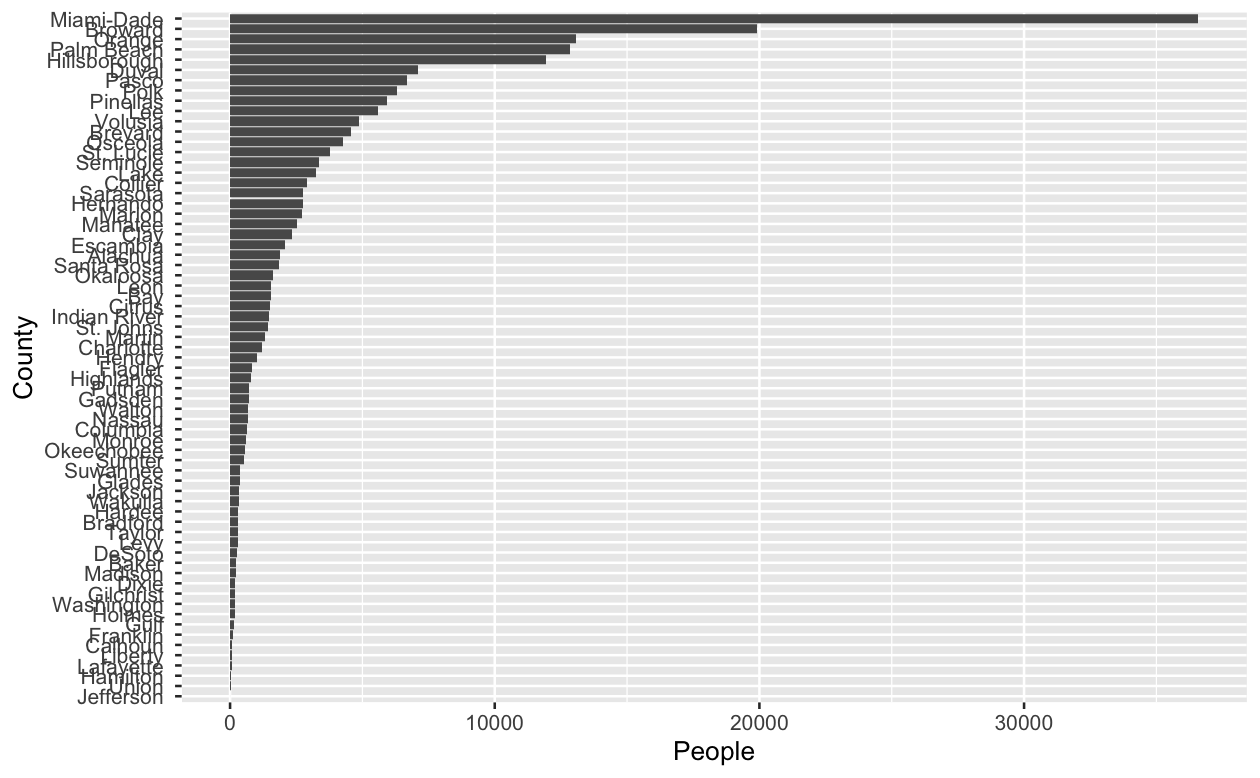 Miami-Dade
Broward
Orange
Palm Beach
Hillsborough
Duval
Pasco
Polk
Pinellas
Lee
Volusia
Brevard
Osceola
St. Lucie
Seminole
Lake
Collier
Sarasota
Hernando
Marion
Manatee
Clay
Escambia
Alachua
Santa Rosa
Okaloosa
Leon
Bay
Citrus
Indian River
St. Johns
Martin
Charlotte
Hendry
Flagler
Highlands
Putnam
Gadsden
Walton
Nassau
Columbia
Monroe
Okeechobee
Sumter
Suwannee
Glades
Jackson
Wakulla
Hardee
Bradford
Taylor
Levy
DeSoto
Baker
Madison
Dixie
Gilchrist
Washington
Holmes
Gulf
Franklin
Calhoun
Liberty
Lafayette
Hamilton
Union
Jefferson
County
0 10000 20000 30000
People